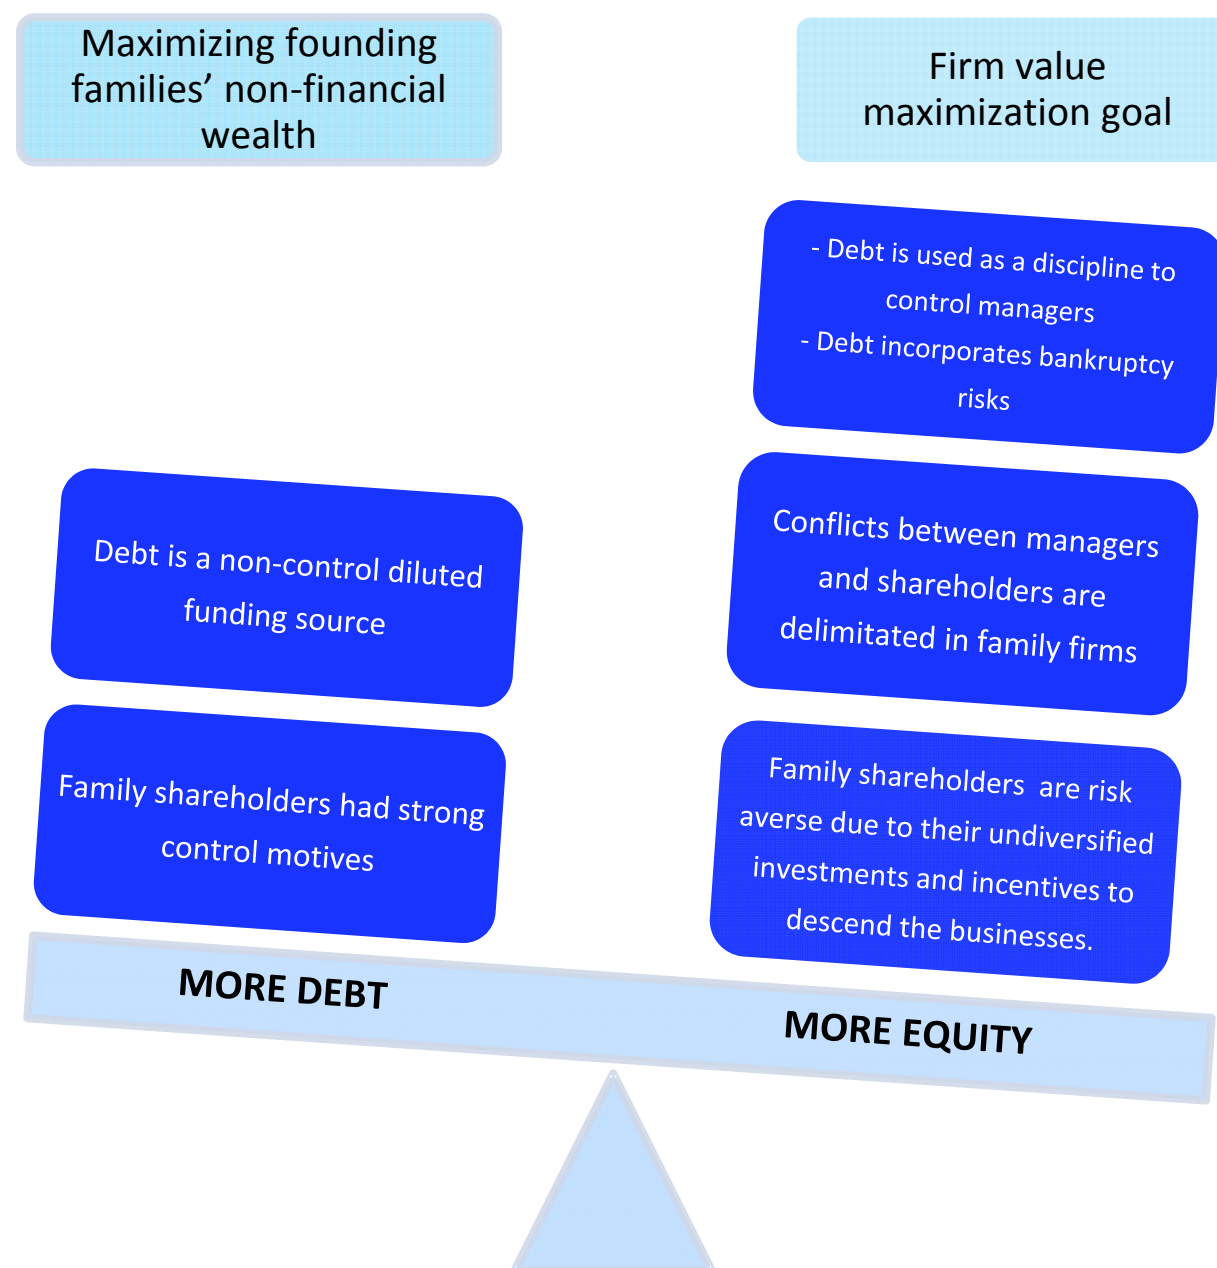 Maximizing founding
families’ non-financial
wealth
Firm value
maximization goal
- Debt is used as a discipline to
control managers
- Debt incorporates bankruptcy
risks
Debt is a non-control diluted
funding source
Conflicts between managers
and shareholders are
delimitated in family firms
Family shareholders had strong
control motives
Family shareholders  are risk
averse due to their undiversified
investments and incentives to
descend the businesses.
MORE DEBT
MORE EQUITY